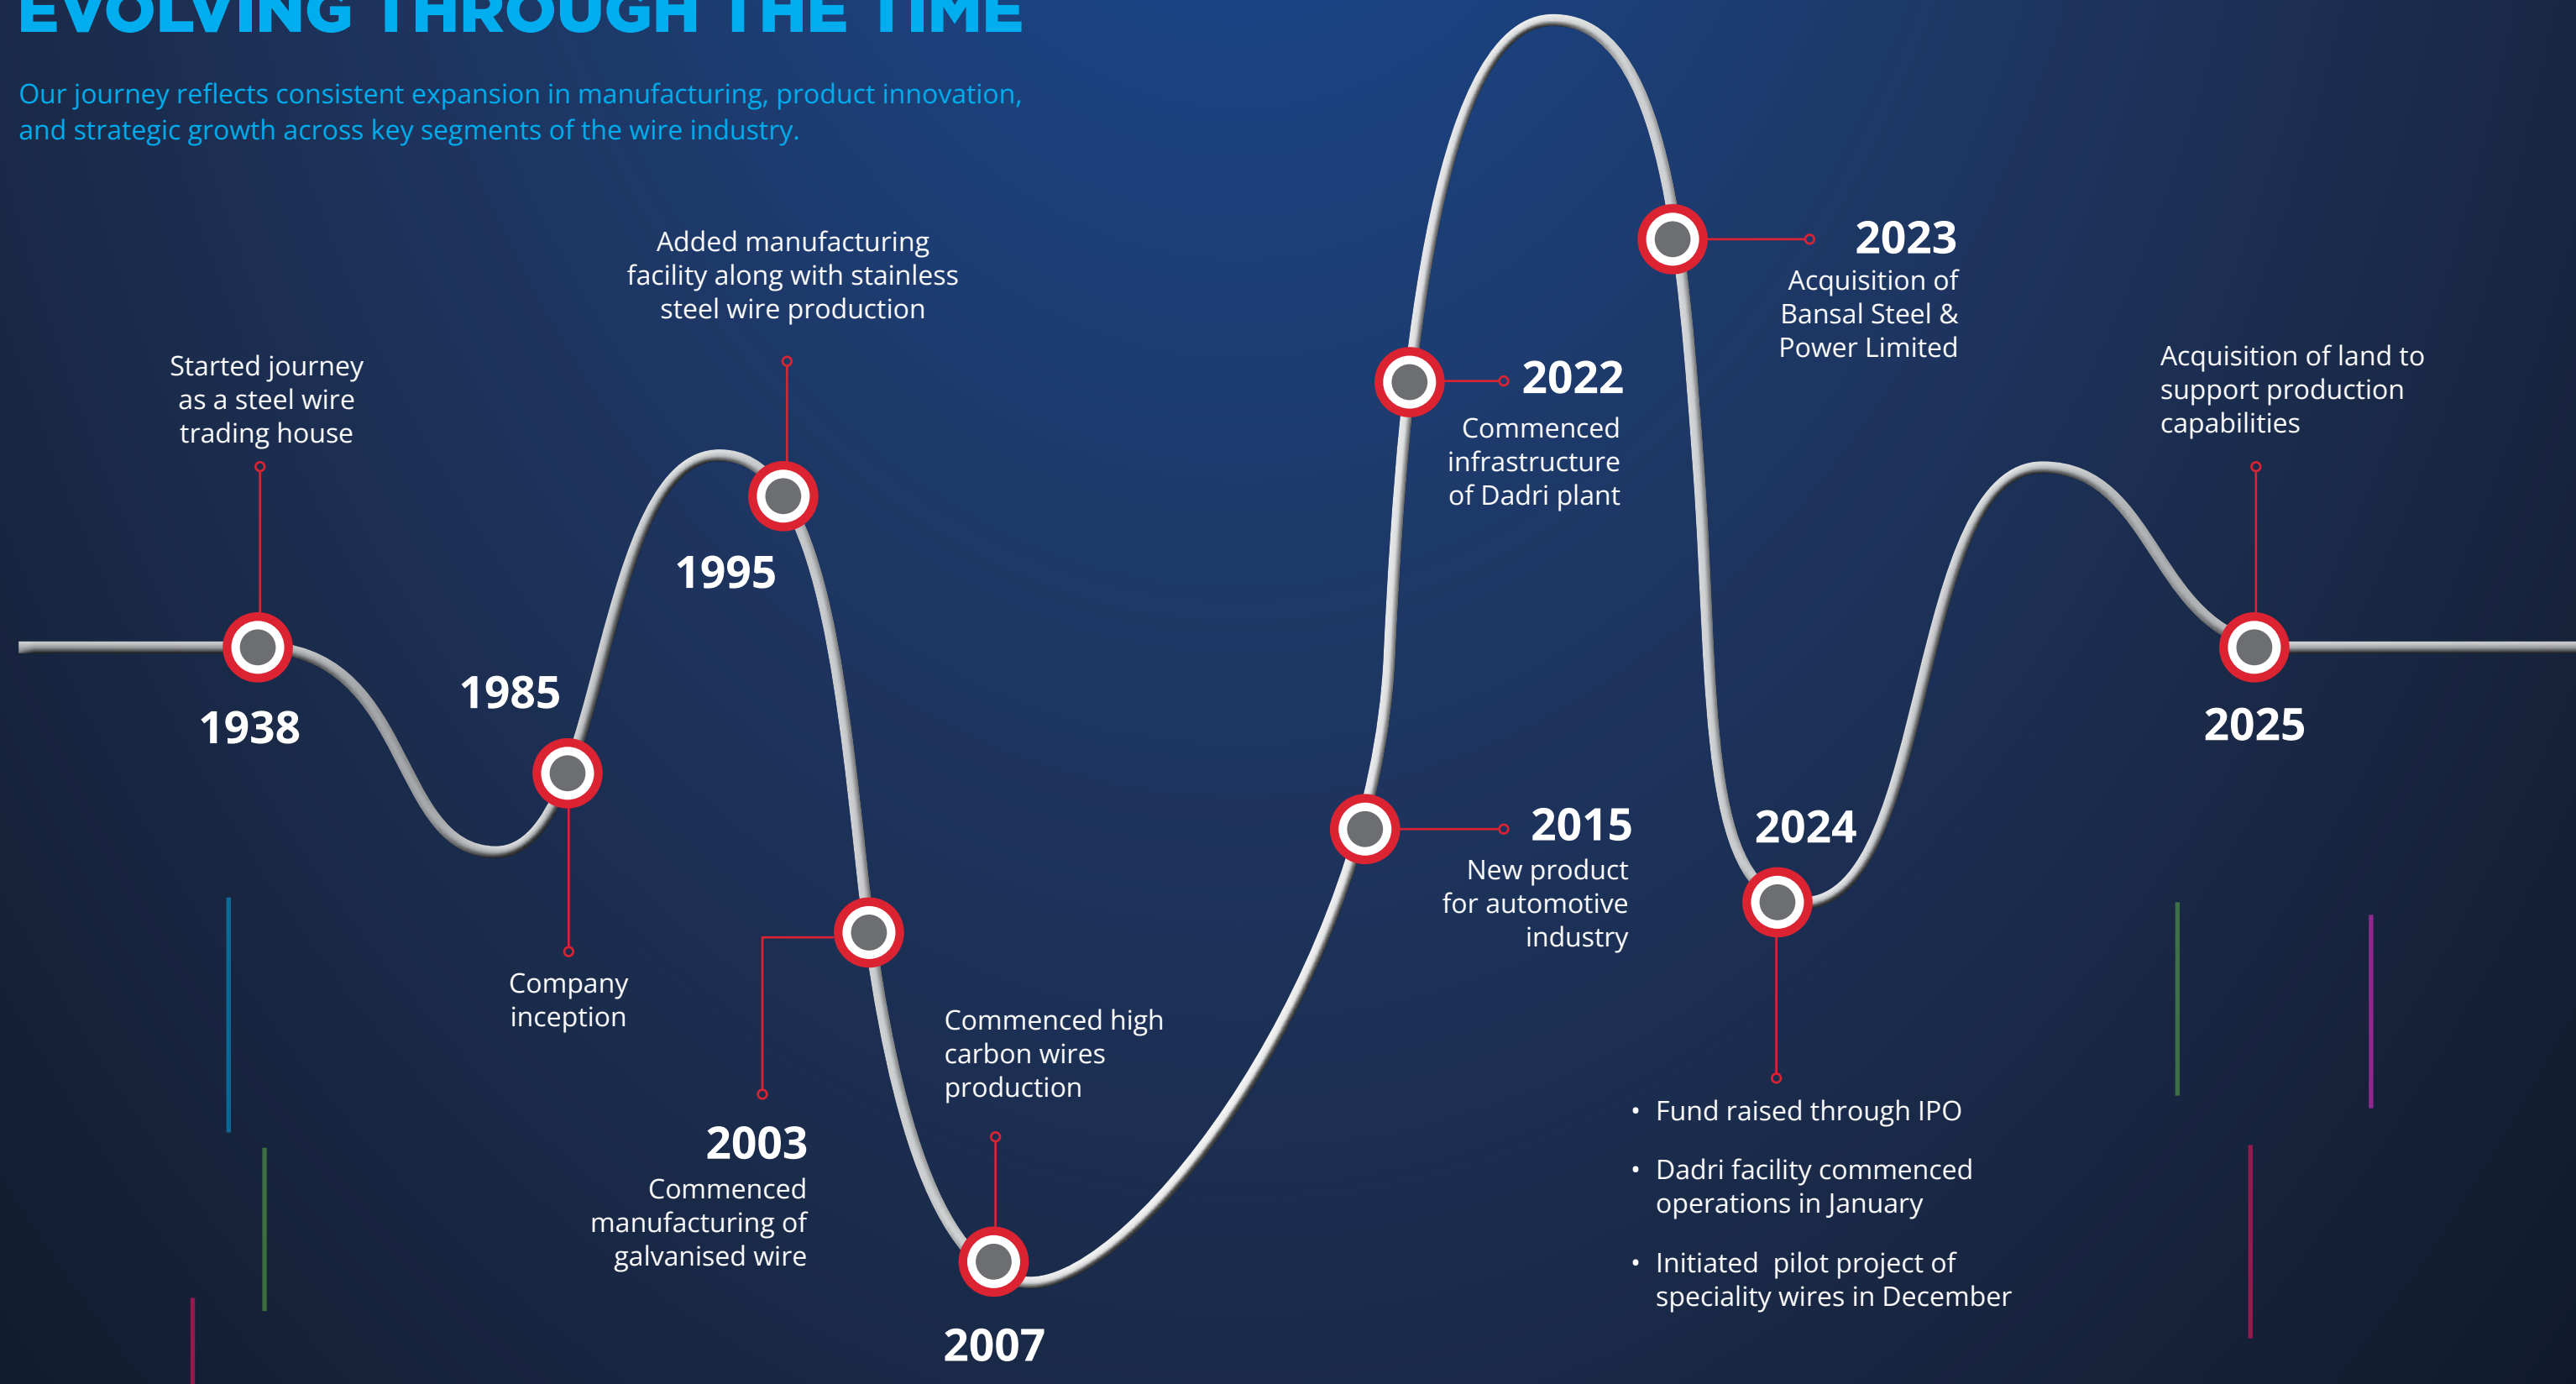 EVOLVING THROUGH THE TIME
Our journey reflects consistent expansion in manufacturing, product innovation,
and strategic growth across key segments of the wire industry.
Started journey
as a steel wire
trading house
1938
1985
Company
inception
Added manufacturing
facility along with stainless
steel wire production
1995
2003
Commenced
manufacturing of
galvanised wire
Commenced high
carbon wires
production
2007
2015
New product
for automotive
industry
2022
Commenced
infrastructure
of Dadri plant
2023
Acquisition of
Bansal Steel &
Power Limited
2024
• Fund raised through IPO
• Dadri facility commenced
operations in January
• Initiated  pilot project of
speciality wires in December
Acquisition of land to
support production
capabilities
2025